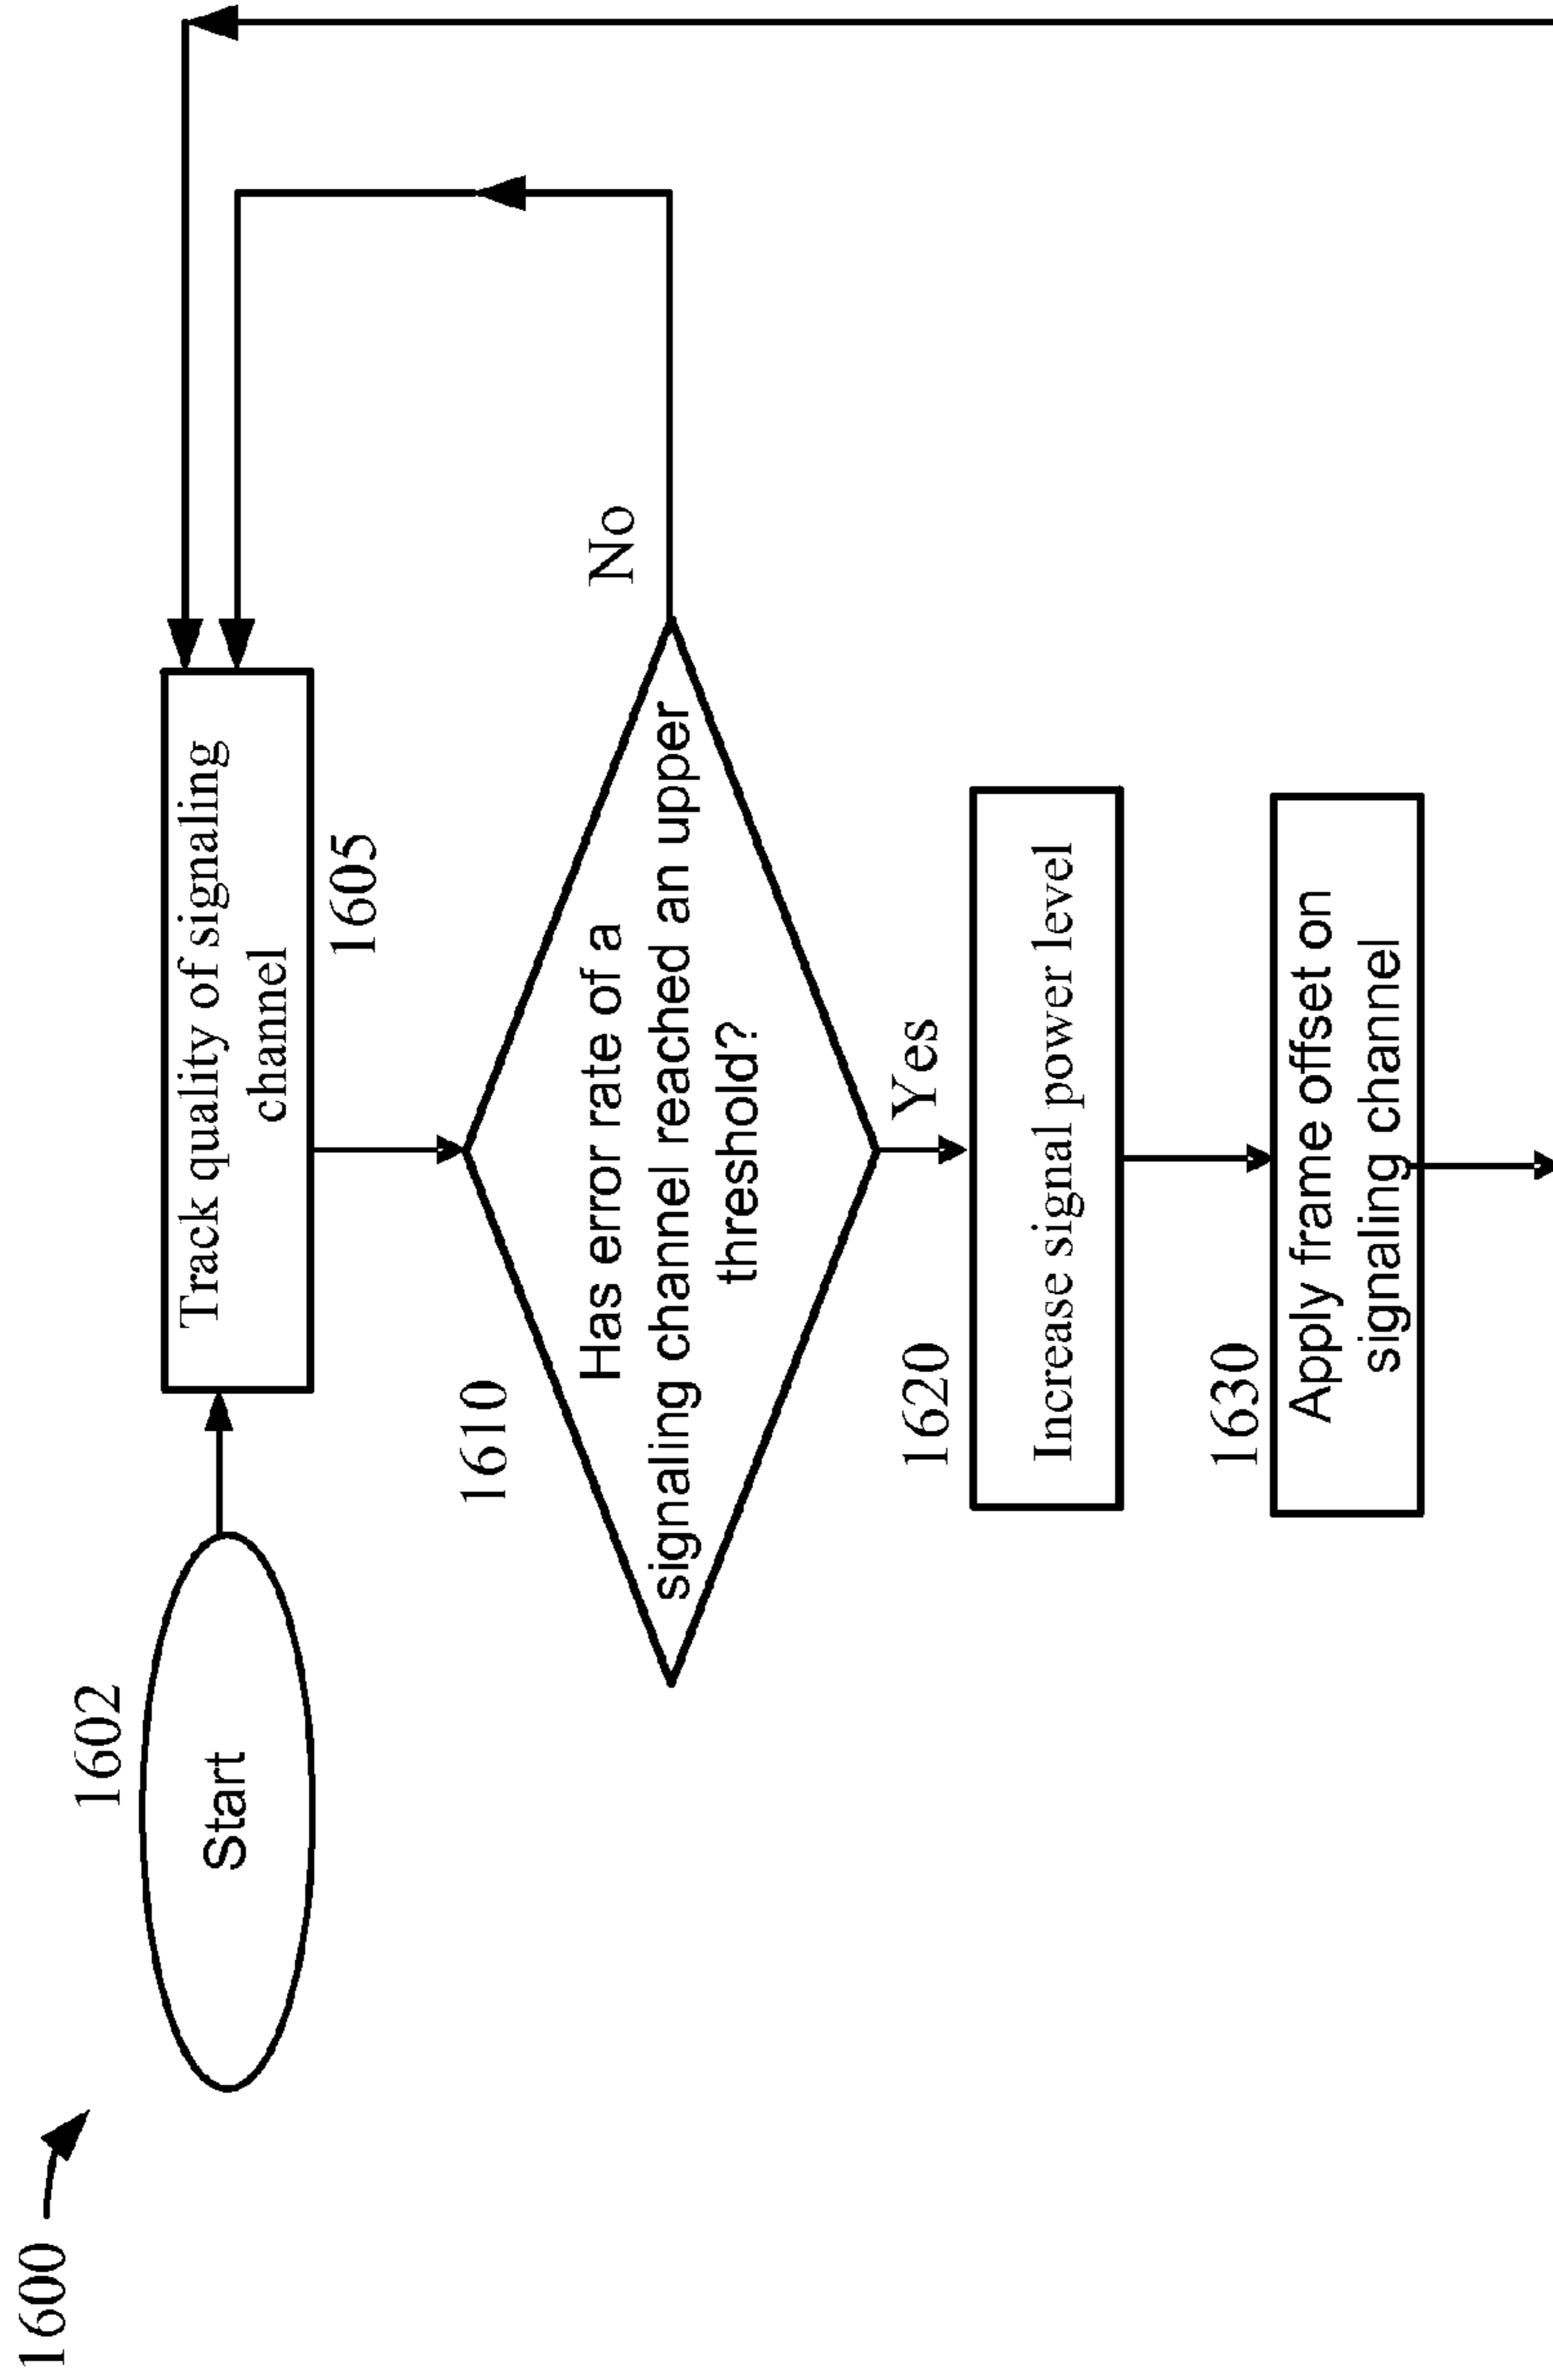 1600
1602
Start
Track quality of signaling
channel
1605
1610
Has error rate of a
signaling channel reached an upper
threshold?
No
Yes
1620
Increase signal power level
1630
Apply frame offset on
signaling channel